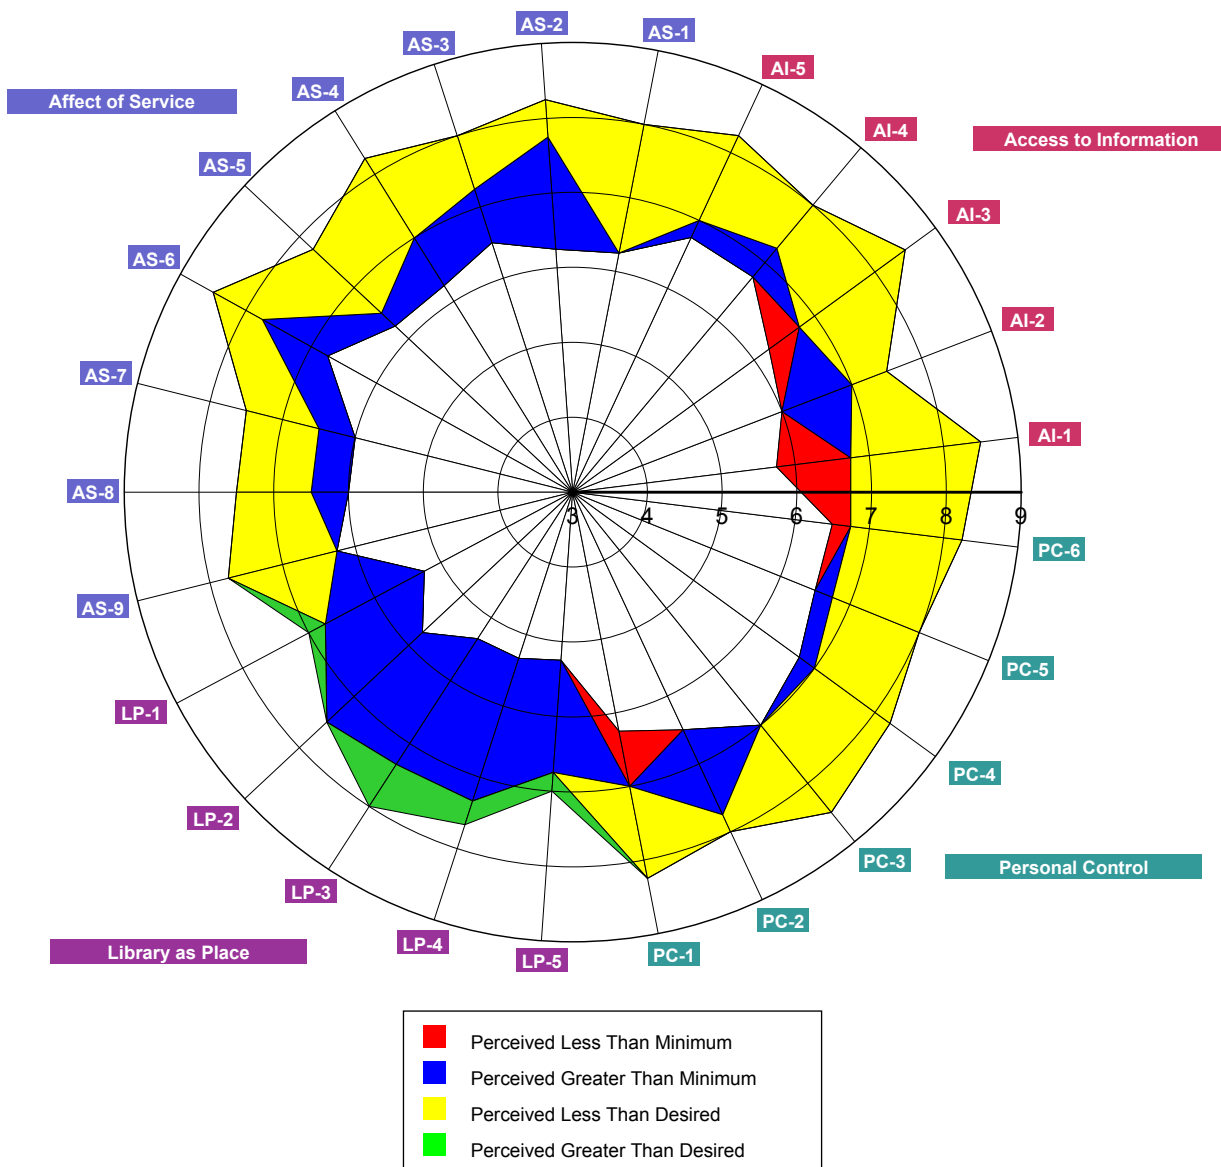 AS-2
AS-1
AS-3
AI-5
AS-4
Affect of Service
AI-4
Access to Information
AS-5
AI-3
AS-6
AI-2
AS-7
AI-1
AS-8
3 4 5 6 7 8 9
PC-6
AS-9
PC-5
LP-1
PC-4
LP-2
PC-3
Personal Control
LP-3
PC-2
LP-4
PC-1
Library as Place
LP-5
Perceived Less Than Minimum
Perceived Greater Than Minimum
Perceived Less Than Desired
Perceived Greater Than Desired